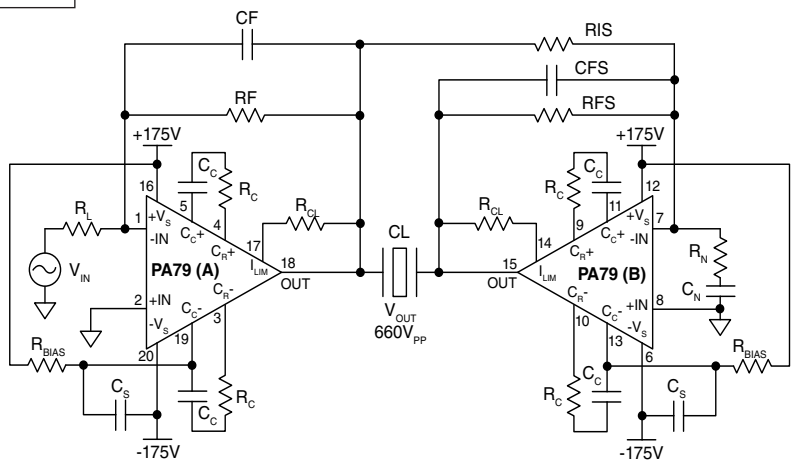 CF
RIS
CFS
RF
RFS
+175V
+175V
16
C_C
R_C
R_C
C_C
12
R_L
1
+V_S
-IN
5
C_C+
4
C_R+
17
R_CL
I_LIM
18
OUT
CL
R_CL
14
15
OUT
I_LIM
9
C_R+
11
C_C+
+V_S
7
-IN
R_N
V_IN
PA79 (A)
PA79 (B)
C_N
2
+IN
-V_S
C_C-
19
C_R-
3
20
V_OUT
660V_PP
C_R-
10
C_C-
13
+IN
8
-V_S
6
R_BIAS
R_BIAS
C_S
C_C
R_C
R_C
C_C
C_S
-175V
-175V